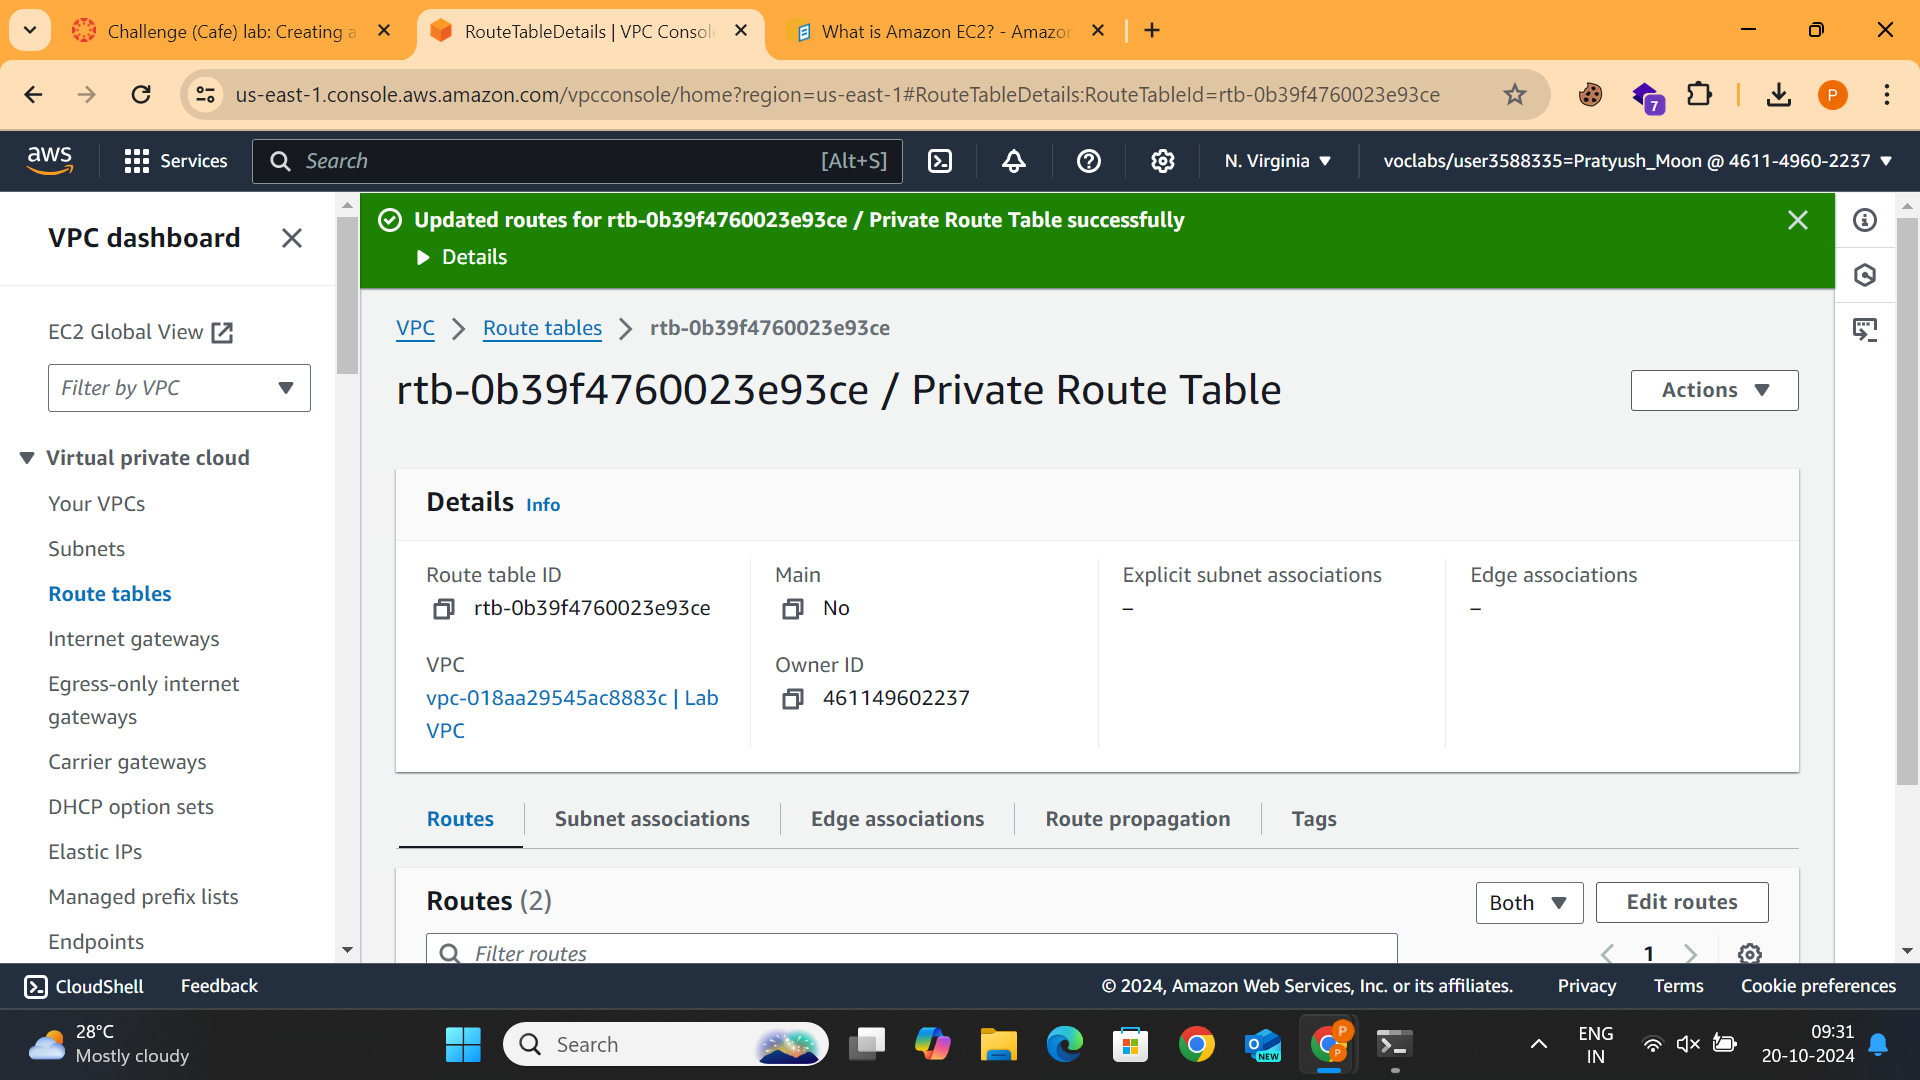 Challenge (Cafe) lab: Creating a
RouteTableDetails | VPC Consol
What is Amazon EC2? - Amazon
us-east-1.console.aws.amazon.com/vpcconsole/home?region=us-east-1#RouteTableDetails:RouteTableId=rtb-0b39f4760023e93ce
7
P
aws
Services
Search
[Alt+S]
N. Virginia
voclabs/user3588335=Pratyush_Moon @ 4611-4960-2237
VPC dashboard
EC2 Global View
Filter by VPC
Virtual private cloud
Your VPCs
Subnets
Route tables
Internet gateways
Egress-only internet
gateways
Carrier gateways
DHCP option sets
Elastic IPs
Managed prefix lists
Endpoints
Updated routes for rtb-0b39f4760023e93ce / Private Route Table successfully
Details
VPC
Route tables
rtb-0b39f4760023e93ce
rtb-0b39f4760023e93ce / Private Route Table
Actions
Details Info
Route table ID
rtb-0b39f4760023e93ce
Main
No
Explicit subnet associations
–
Edge associations
–
VPC
vpc-018aa29545ac8883c | Lab
VPC
Owner ID
461149602237
Routes
Subnet associations
Edge associations
Route propagation
Tags
Routes (2)
Both
Edit routes
Filter routes
1
CloudShell
Feedback
© 2024, Amazon Web Services, Inc. or its affiliates.
Privacy
Terms
Cookie preferences
28°C
Mostly cloudy
Search
NEW
P
P
ENG
IN
09:31
20-10-2024